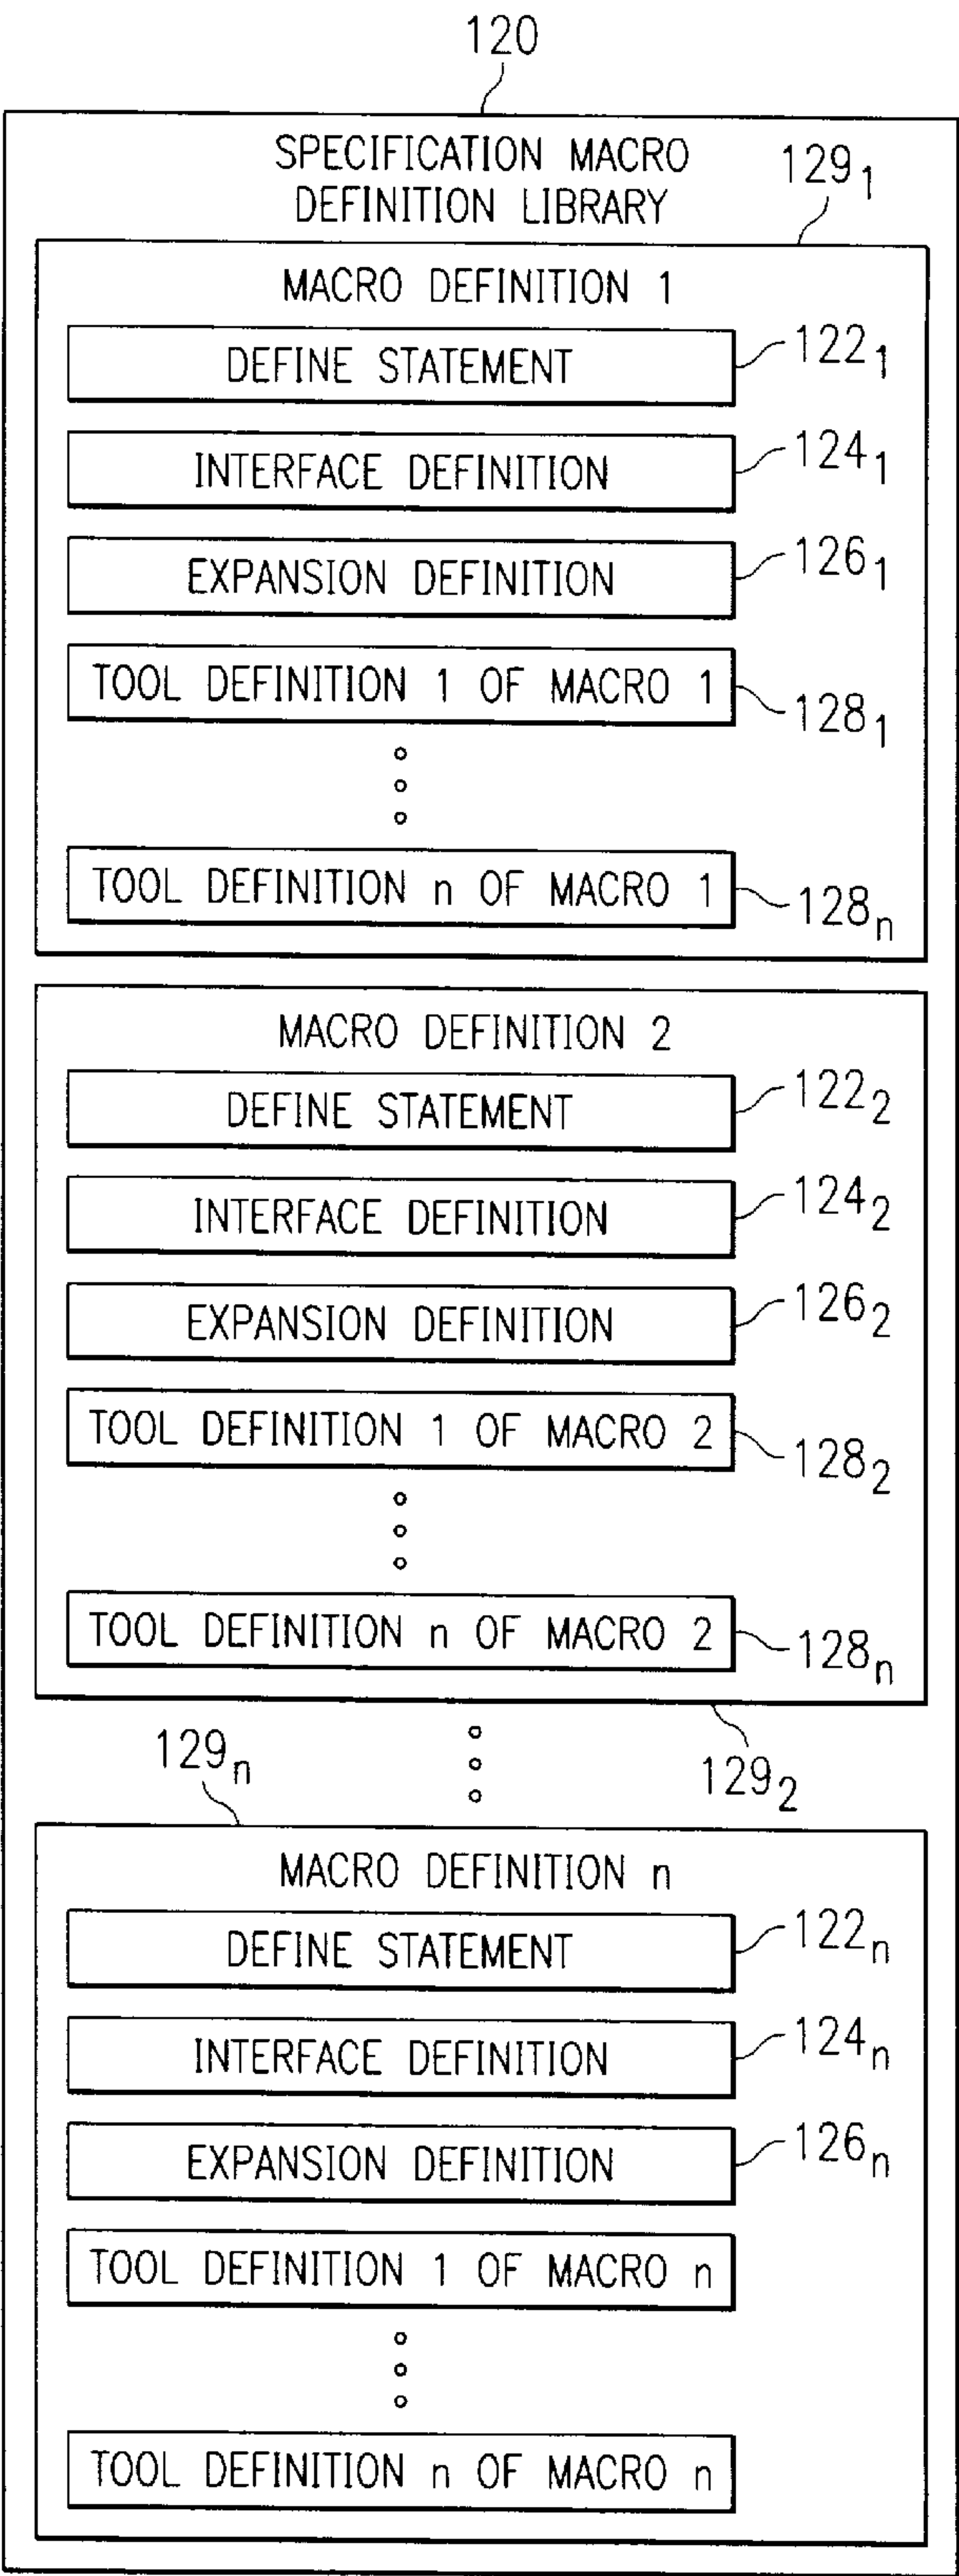 120
SPECIFICATION MACRO
DEFINITION LIBRARY
129₁
MACRO DEFINITION 1
DEFINE STATEMENT
122₁
INTERFACE DEFINITION
124₁
EXPANSION DEFINITION
126₁
TOOL DEFINITION 1 OF MACRO 1
128₁
TOOL DEFINITION n OF MACRO 1
128ₙ
MACRO DEFINITION 2
DEFINE STATEMENT
122₂
INTERFACE DEFINITION
124₂
EXPANSION DEFINITION
126₂
TOOL DEFINITION 1 OF MACRO 2
128₂
TOOL DEFINITION n OF MACRO 2
128ₙ
129ₙ
129₂
MACRO DEFINITION n
DEFINE STATEMENT
122ₙ
INTERFACE DEFINITION
124ₙ
EXPANSION DEFINITION
126ₙ
TOOL DEFINITION 1 OF MACRO n
TOOL DEFINITION n OF MACRO n